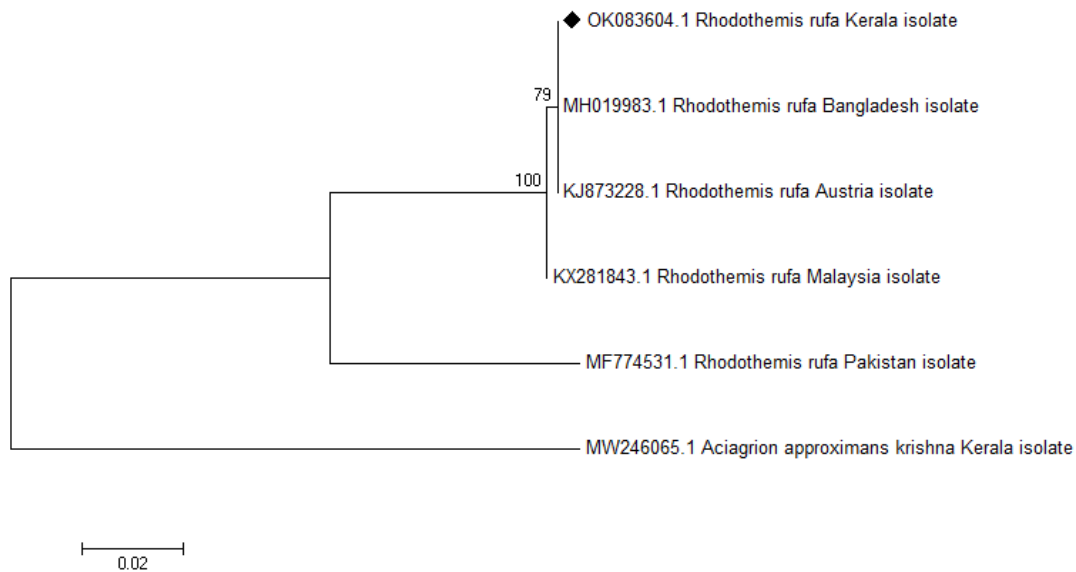 OK083604.1 Rhodothemis rufa Kerala isolate
79
MH019983.1 Rhodothemis rufa Bangladesh isolate
100
KJ873228.1 Rhodothemis rufa Austria isolate
KX281843.1 Rhodothemis rufa Malaysia isolate
MF774531.1 Rhodothemis rufa Pakistan isolate
MW246065.1 Aciagrion approximans krishna Kerala isolate
0.02